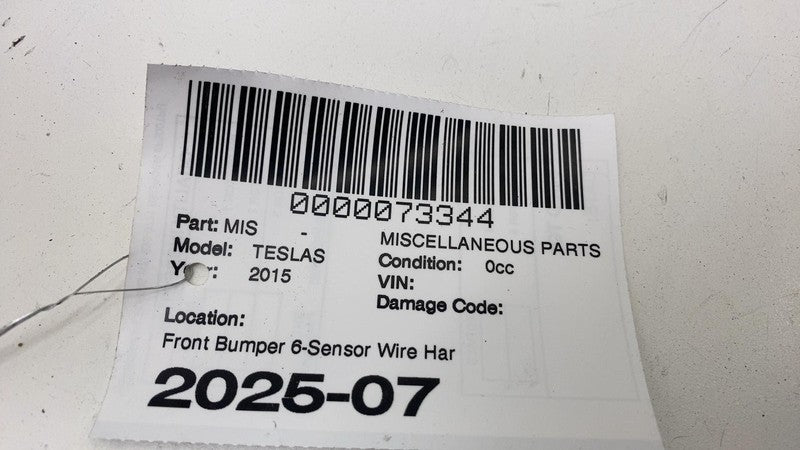 0000073344
Part: MIS - MISCELLANEOUS PARTS
Model: TESLAS Condition: 0cc
Year: 2015 VIN:
Damage Code:
Location:
Front Bumper 6-Sensor Wire Har
2025-07